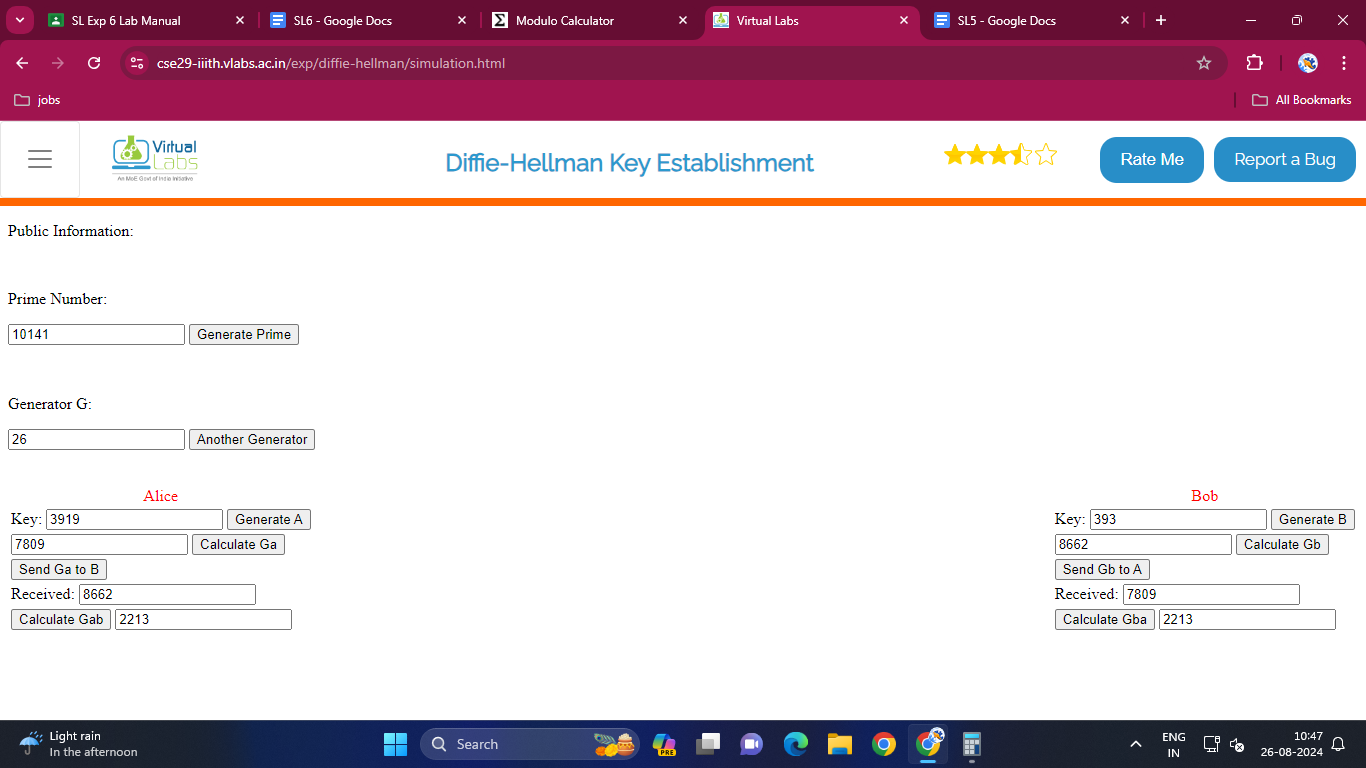 SL Exp 6 Lab Manual
SL6 - Google Docs
Modulo Calculator
Virtual Labs
SL5 - Google Docs
cse29-iiith.vlabs.ac.in/exp/diffie-hellman/simulation.html
jobs
All Bookmarks
Virtual
Labs
An MoE Govt of India Initiative
Diffie-Hellman Key Establishment
Rate Me
Report a Bug
Public Information:
Prime Number:
10141 Generate Prime
Generator G:
26 Another Generator
Alice
Key: 3919 Generate A
7809 Calculate Ga
Send Ga to B
Received: 8662
Calculate Gab 2213
Bob
Key: 393 Generate B
8662 Calculate Gb
Send Gb to A
Received: 7809
Calculate Gba 2213
Light rain
In the afternoon
Search
PRE
ENG
IN
10:47
26-08-2024